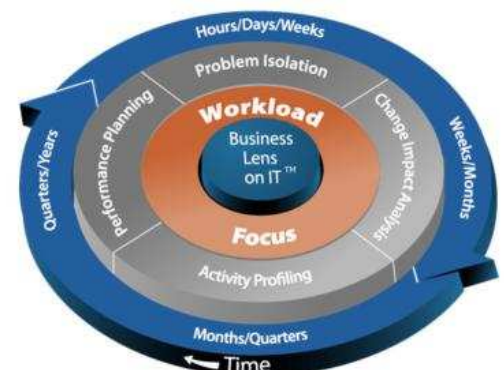 Hours/Days/Weeks
Problem Isolation
Performance Planning
Change Impact Analysis
Quarters/Years
Weeks/Months
Workload
Business
Lens
on IT™
Focus
Activity Profiling
Months/Quarters
Time